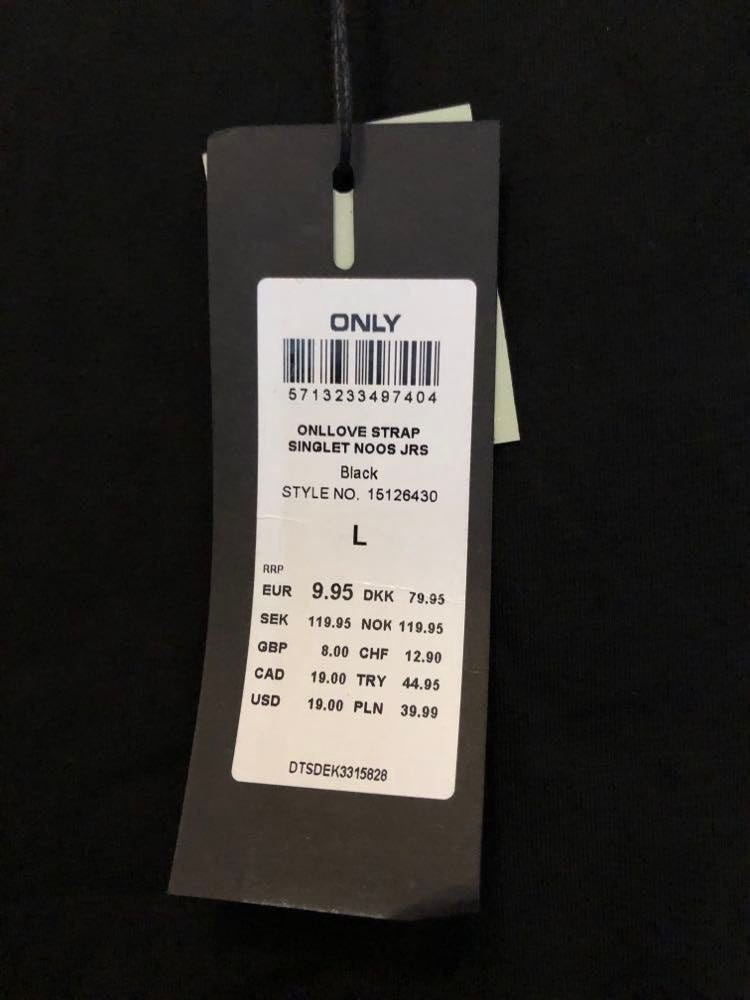 ONLY
5713233497404
ONLLOVE STRAP
SINGLET NOOS JRS
Black
STYLE NO. 15126430
L
RRP
EUR 9.95 DKK 79.95
SEK 119.95 NOK 119.95
GBP 8.00 CHF 12.90
CAD 19.00 TRY 44.95
USD 19.00 PLN 39.99
DTSDEK3315828